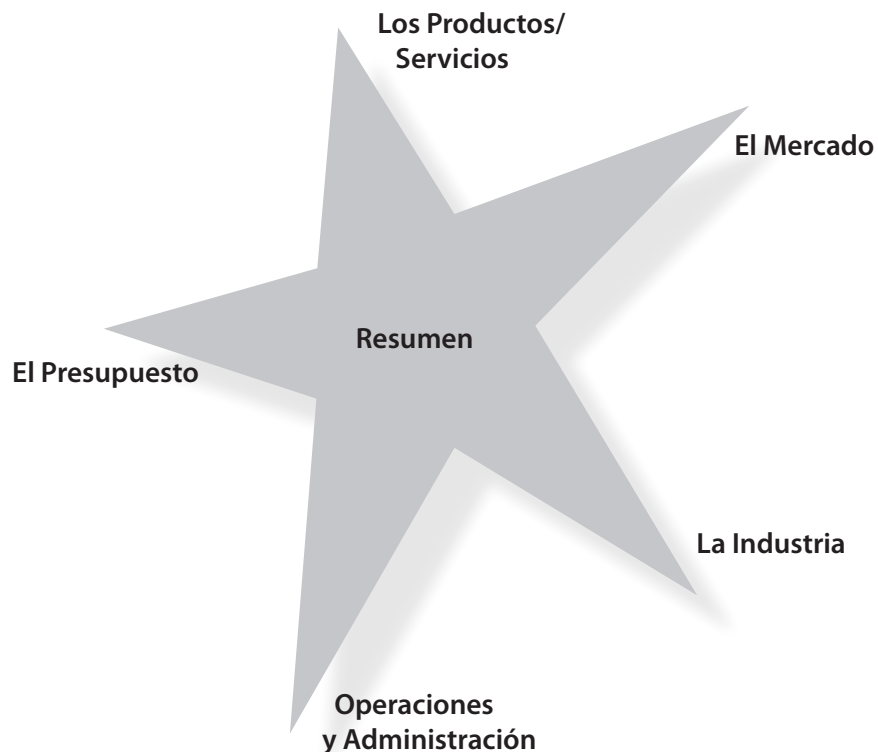 Los Productos/
Servicios
El Mercado
Resumen
El Presupuesto
La Industria
Operaciones
y Administración